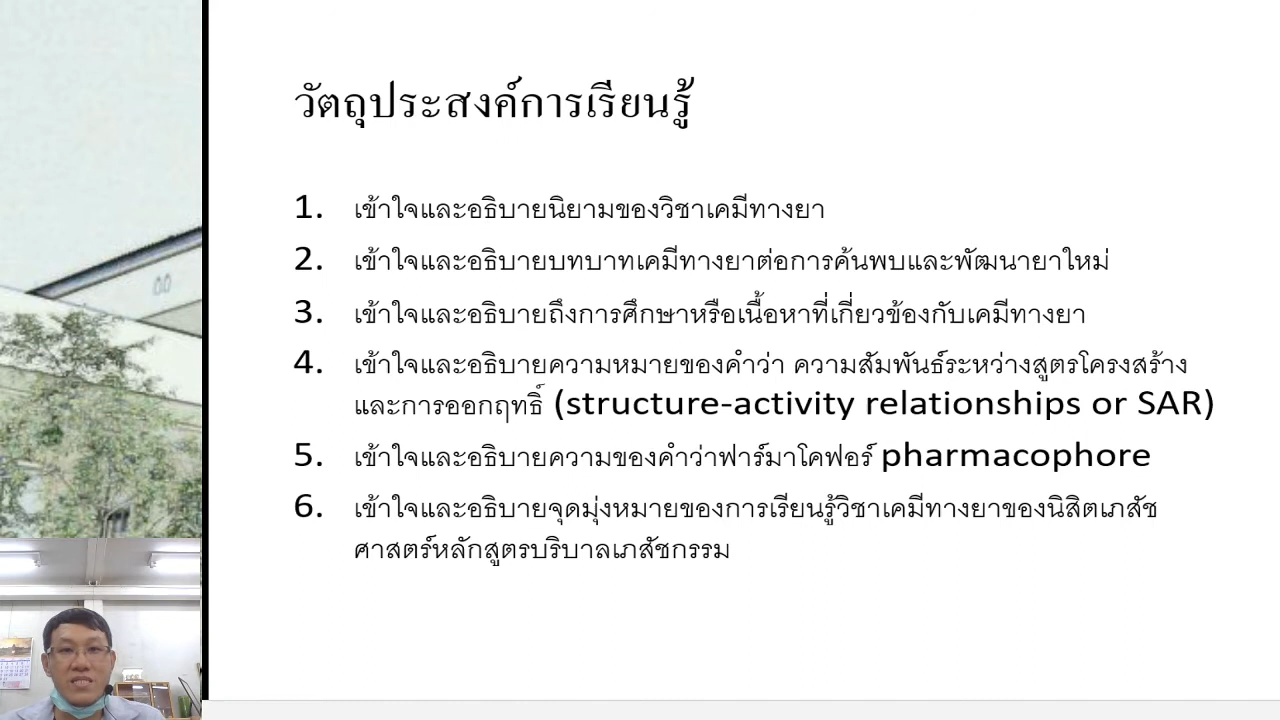 วัตถุประสงค์การเรียนรู้
1. เข้าใจและอธิบายนิยามของวิชาเคมีทางยา
2. เข้าใจและอธิบายบทบาทเคมีทางยาต่อการค้นพบและพัฒนายาใหม่
3. เข้าใจและอธิบายถึงการศึกษาหรือเนื้อหาที่เกี่ยวข้องกับเคมีทางยา
4. เข้าใจและอธิบายความหมายของคำว่า ความสัมพันธ์ระหว่างสูตรโครงสร้าง
และการออกฤทธิ์ (structure-activity relationships or SAR)
5. เข้าใจและอธิบายความของคำว่าฟาร์มาโคฟอร์ pharmacophore
6. เข้าใจและอธิบายจุดมุ่งหมายของการเรียนรู้วิชาเคมีทางยาของนิสิตเภสัช
ศาสตร์หลักสูตรบริบาลเภสัชกรรม